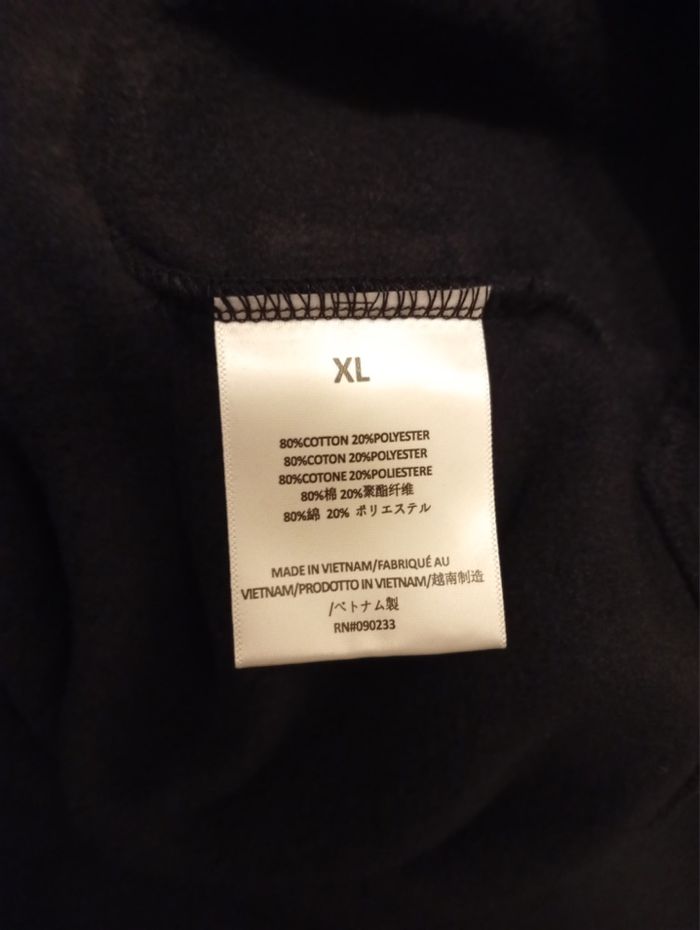 XL
80%COTTON 20%POLYESTER
80%COTON 20%POLYESTER
80%COTONE 20%POLIESTERE
80%棉 20%聚酯纤维
80%綿 20% ポリエステル
MADE IN VIETNAM/FABRIQUÉ AU
VIETNAM/PRODOTTO IN VIETNAM/越南制造
/ベトナム製
RN#090233